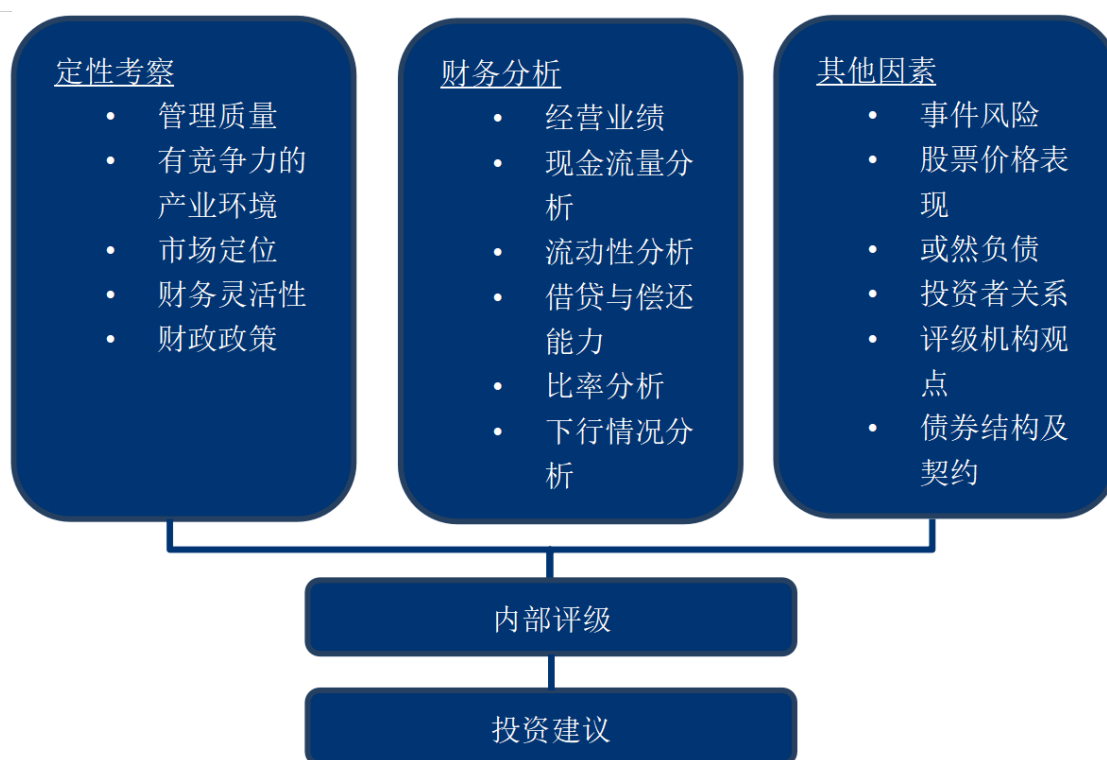 定性考察
• 管理质量
• 有竞争力的
产业环境
• 市场定位
• 财务灵活性
• 财政政策
财务分析
• 经营业绩
• 现金流量分
析
• 流动性分析
• 借贷与偿还
能力
• 比率分析
• 下行情况分
析
其他因素
• 事件风险
• 股票价格表
现
• 或然负债
• 投资者关系
• 评级机构观
点
• 债券结构及
契约
内部评级
投资建议